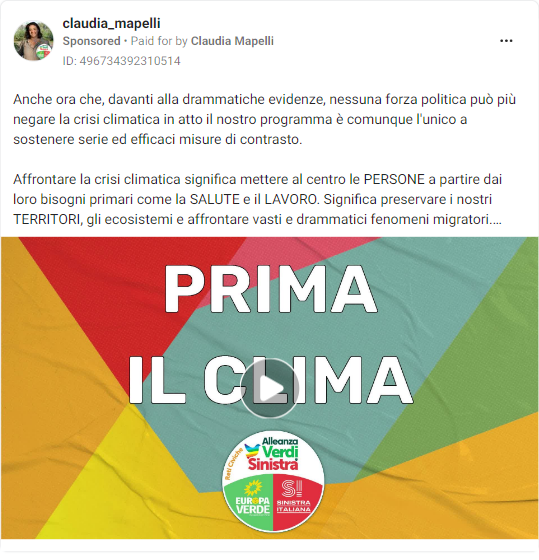 claudia_mapelli
Sponsored • Paid for by Claudia Mapelli
ID: 496734392310514
Anche ora che, davanti alla drammatiche evidenze, nessuna forza politica può più
negare la crisi climatica in atto il nostro programma è comunque l'unico a
sostenere serie ed efficaci misure di contrasto.
Affrontare la crisi climatica significa mettere al centro le PERSONE a partire dai
loro bisogni primari come la SALUTE e il LAVORO. Significa preservare i nostri
TERRITORI, gli ecosistemi e affrontare vasti e drammatici fenomeni migratori....
PRIMA
IL CLIMA
Reti Civiche
Alleanza
Verdi
Sinistra
EUROPA
VERDE
S!
SINISTRA
ITALIANA